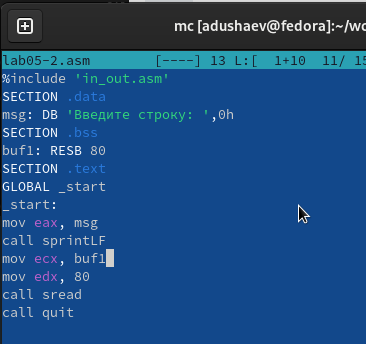 mc [adushaev@fedora]:~/wo
lab05-2.asm [----] 13 L:[ 1+10 11/ 15
%include 'in_out.asm'
SECTION .data
msg: DB 'Введите строку: ',0h
SECTION .bss
buf1: RESB 80
SECTION .text
GLOBAL _start
_start:
mov eax, msg
call sprintLF
mov ecx, buf1
mov edx, 80
call sread
call quit